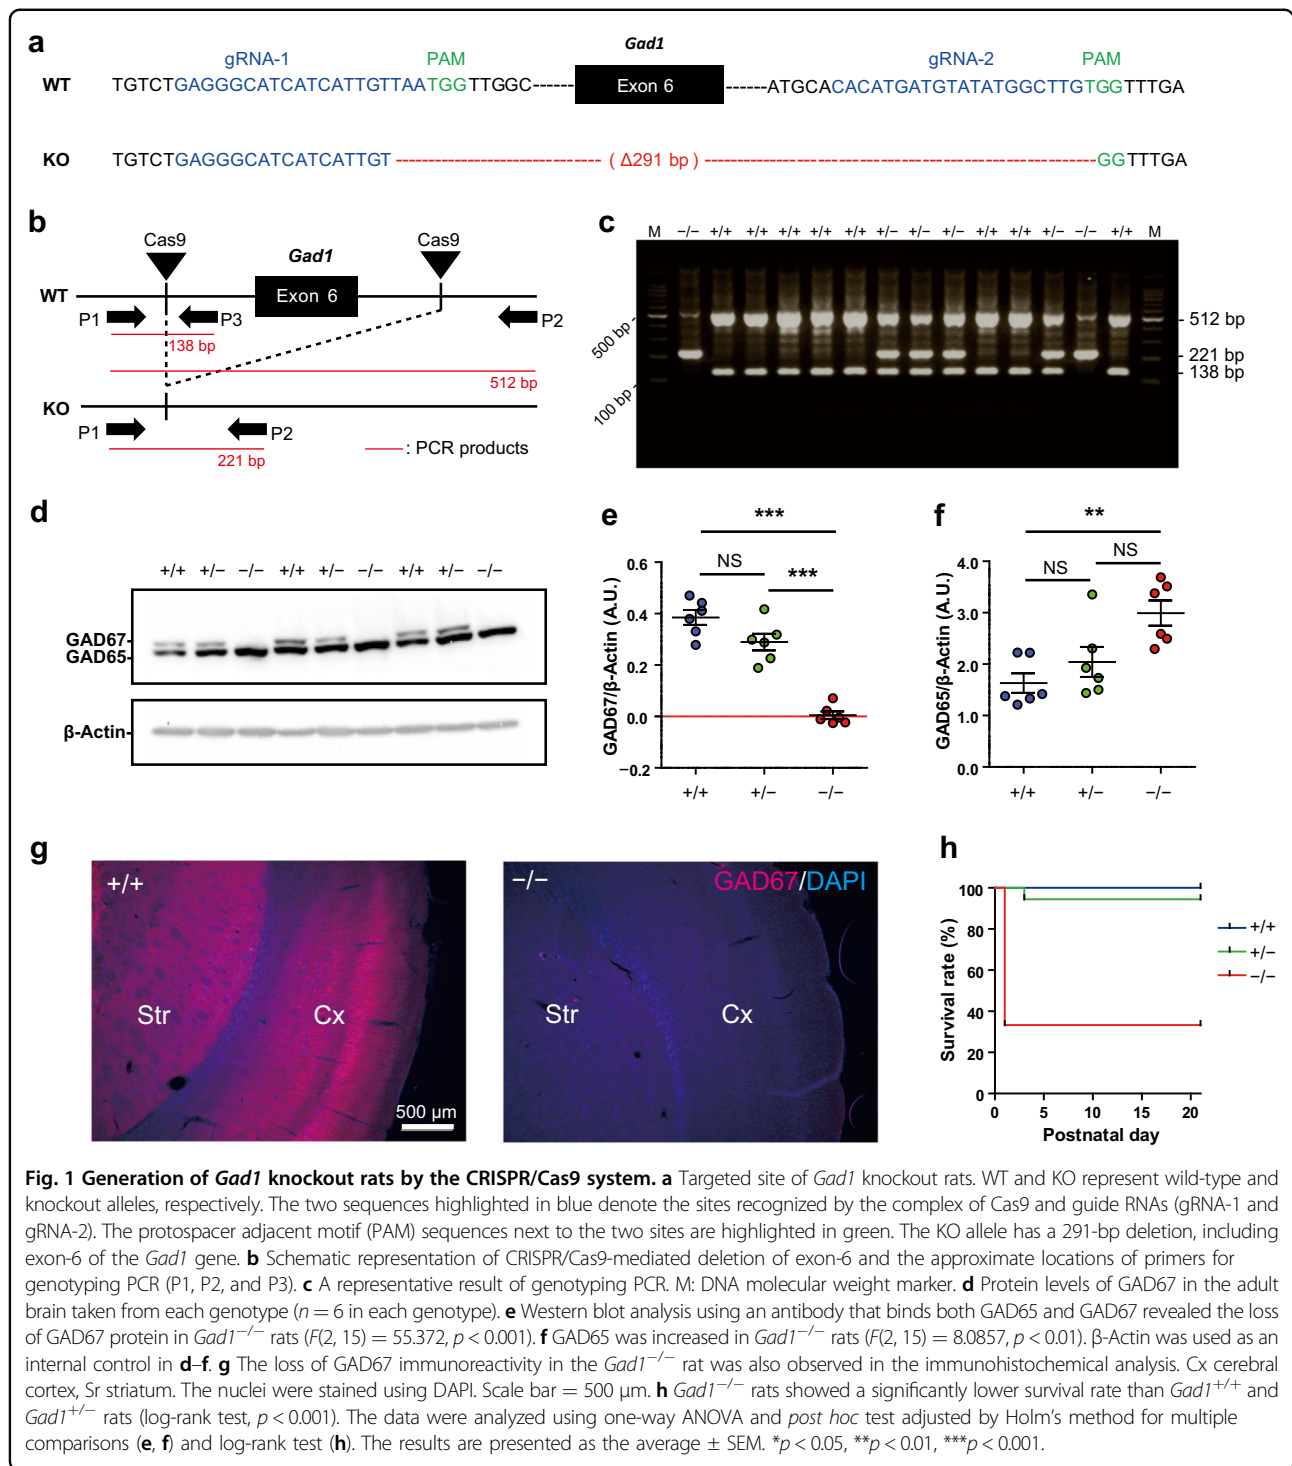 a
Gad1
gRNA-1 PAM gRNA-2 PAM
WT TGTCTGAGGGCATCATCATTGTTAATGGTTGGC------ Exon 6 ------ATGCACACATGATGTATATGGCTTGTGGTTTGA
KO TGTCTGAGGGCATCATCATTGT ---------------------------- ( Δ291 bp ) ----------------------------------------------------- GGTTTGA
b
Cas9 Gad1 Cas9
WT Exon 6
P1 P3 P2
138 bp
512 bp
KO
P1 P2
221 bp
: PCR products
c
M −/− +/+ +/+ +/+ +/+ +/+ +/− +/− +/− +/+ +/+ +/− −/− +/+ M
500 bp
100 bp
- 512 bp
- 221 bp
- 138 bp
d
+/+ +/− −/− +/+ +/− −/− +/+ +/− −/−
GAD67-
GAD65-
β-Actin-
e
***
NS
***
GAD67/β-Actin (A.U.)
0.6
0.4
0.2
0.0
−0.2
+/+ +/− −/−
f
**
NS
NS
GAD65/β-Actin (A.U.)
4.0
3.0
2.0
1.0
0.0
+/+ +/− −/−
g
+/+
Str
Cx
500 µm
−/−
GAD67/DAPI
Str
Cx
h
Survival rate (%)
100
80
60
40
20
0
0 5 10 15 20
Postnatal day
+/+
+/−
−/−
Fig. 1 Generation of Gad1 knockout rats by the CRISPR/Cas9 system. a Targeted site of Gad1 knockout rats. WT and KO represent wild-type and
knockout alleles, respectively. The two sequences highlighted in blue denote the sites recognized by the complex of Cas9 and guide RNAs (gRNA-1 and
gRNA-2). The protospacer adjacent motif (PAM) sequences next to the two sites are highlighted in green. The KO allele has a 291-bp deletion, including
exon-6 of the Gad1 gene. b Schematic representation of CRISPR/Cas9-mediated deletion of exon-6 and the approximate locations of primers for
genotyping PCR (P1, P2, and P3). c A representative result of genotyping PCR. M: DNA molecular weight marker. d Protein levels of GAD67 in the adult
brain taken from each genotype (n = 6 in each genotype). e Western blot analysis using an antibody that binds both GAD65 and GAD67 revealed the loss
of GAD67 protein in Gad1−/− rats (F(2, 15) = 55.372, p < 0.001). f GAD65 was increased in Gad1−/− rats (F(2, 15) = 8.0857, p < 0.01). β-Actin was used as an
internal control in d–f. g The loss of GAD67 immunoreactivity in the Gad1−/− rat was also observed in the immunohistochemical analysis. Cx cerebral
cortex, Sr striatum. The nuclei were stained using DAPI. Scale bar = 500 µm. h Gad1−/− rats showed a significantly lower survival rate than Gad1+/+ and
Gad1+/− rats (log-rank test, p < 0.001). The data were analyzed using one-way ANOVA and post hoc test adjusted by Holm's method for multiple
comparisons (e, f) and log-rank test (h). The results are presented as the average ± SEM. *p < 0.05, **p < 0.01, ***p < 0.001.